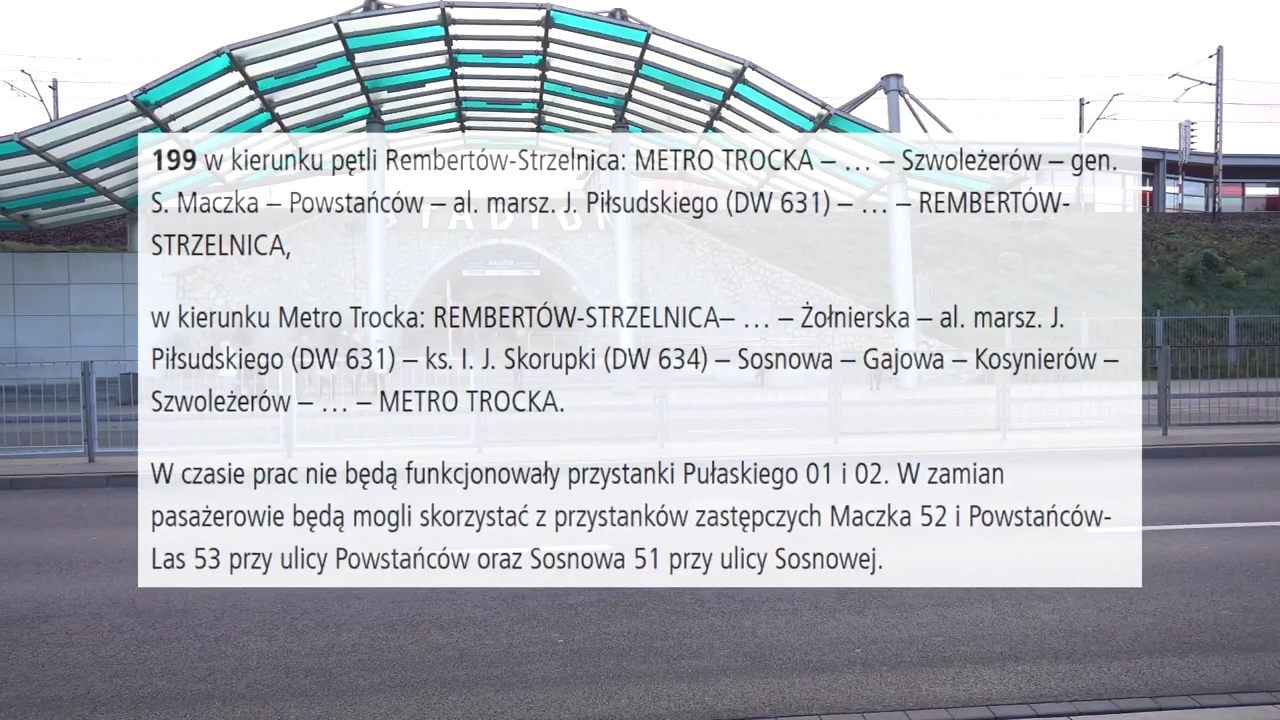 199 w kierunku pętli Rembertów-Strzelnica: METRO TROCKA – … – Szwoleżerów – gen.
S. Maczka – Powstańców – al. marsz. J. Piłsudskiego (DW 631) – … – REMBERTÓW-
STRZELNICA,
w kierunku Metro Trocka: REMBERTÓW-STRZELNICA– … – Żołnierska – al. marsz. J.
Piłsudskiego (DW 631) – ks. I. J. Skorupki (DW 634) – Sosnowa – Gajowa – Kosynierów –
Szwoleżerów – … – METRO TROCKA.
W czasie prac nie będą funkcjonowały przystanki Pułaskiego 01 i 02. W zamian
pasażerowie będą mogli skorzystać z przystanków zastępczych Maczka 52 i Powstańców-
Las 53 przy ulicy Powstańców oraz Sosnowa 51 przy ulicy Sosnowej.
STADION